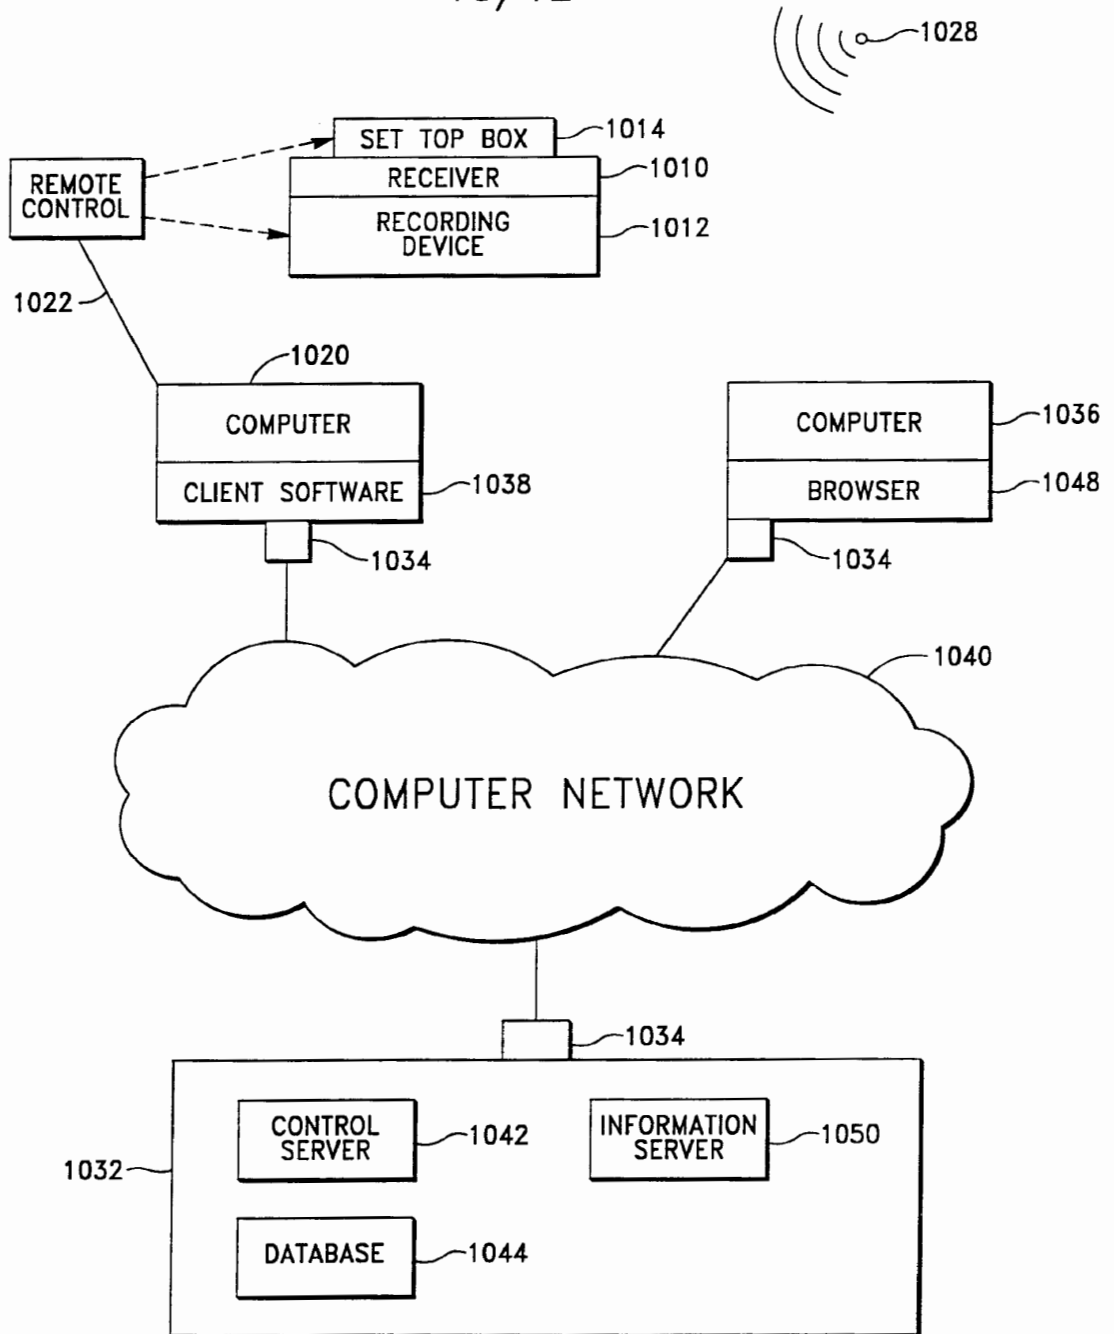 1028
SET TOP BOX
1014
REMOTE
CONTROL
RECEIVER
1010
RECORDING
DEVICE
1012
1022
1020
COMPUTER
CLIENT SOFTWARE
1038
1034
COMPUTER
1036
BROWSER
1048
1034
1040
COMPUTER NETWORK
1034
CONTROL
SERVER
1042
INFORMATION
SERVER
1050
1032
DATABASE
1044